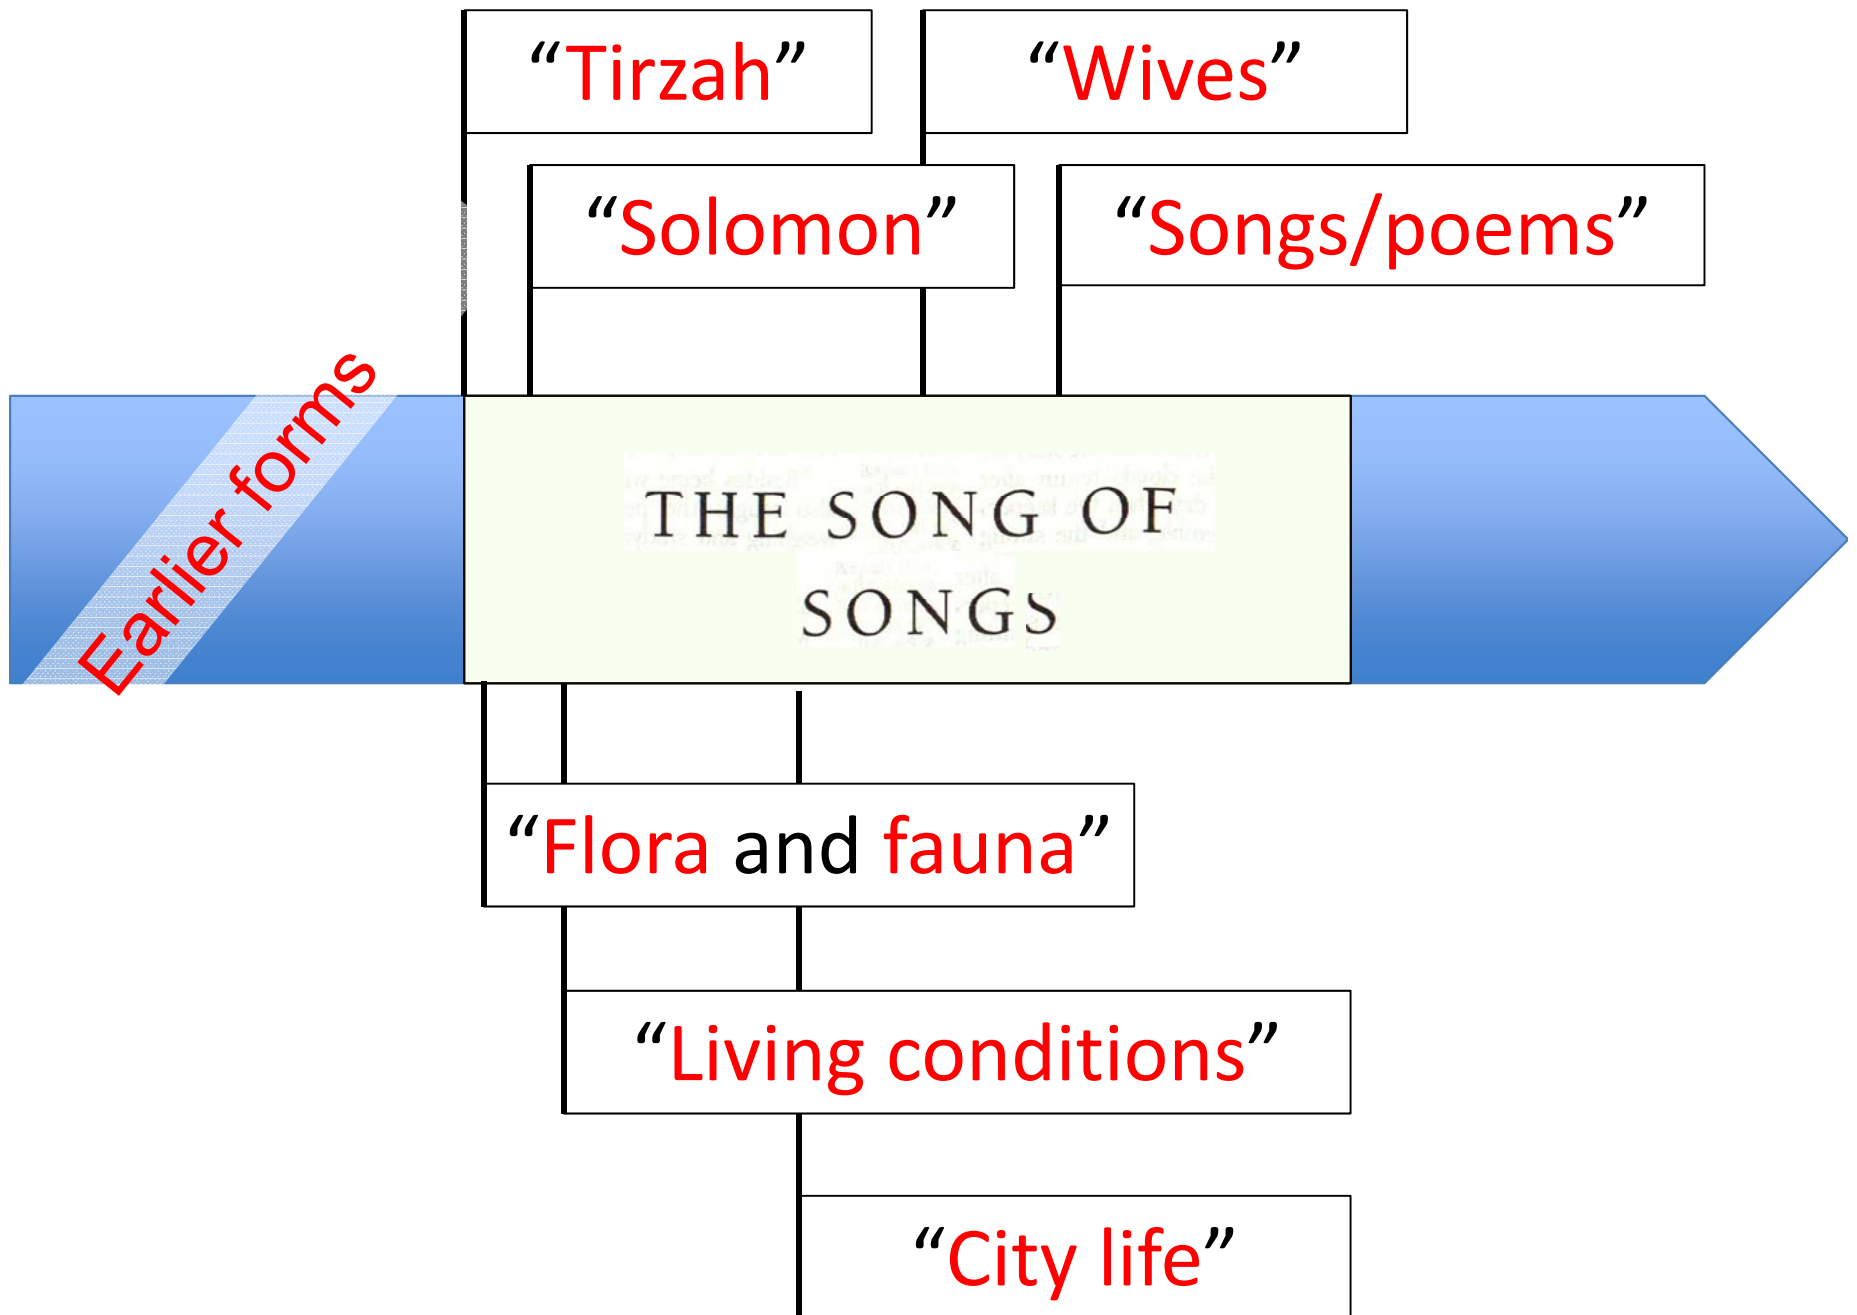 “Tirzah”
“Wives”
“Solomon”
“Songs/poems”
Earlier forms
THE SONG OF
SONGS
“Flora and fauna”
“Living conditions”
“City life”